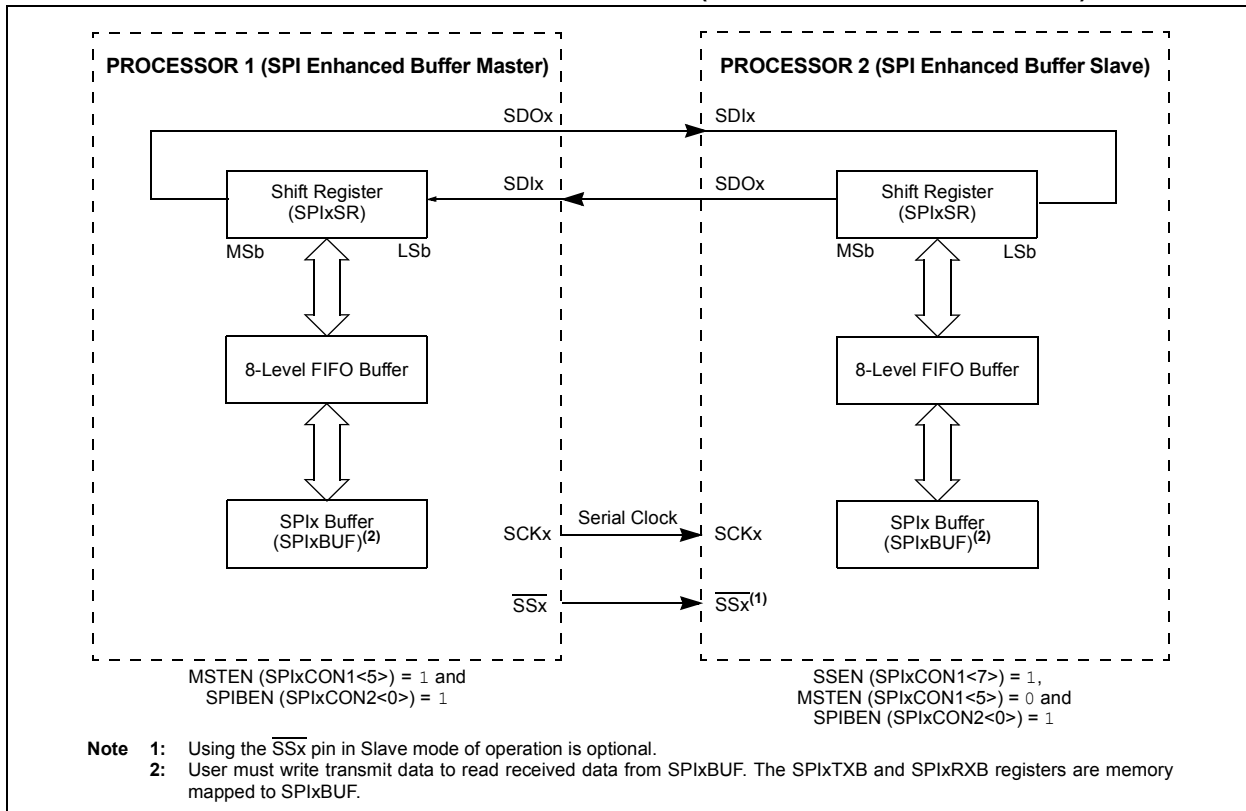 PROCESSOR 1 (SPI Enhanced Buffer Master)
PROCESSOR 2 (SPI Enhanced Buffer Slave)
SDOx
SDIx
Shift Register
(SPIxSR)
SDIx
SDOx
Shift Register
(SPIxSR)
MSb
LSb
MSb
LSb
8-Level FIFO Buffer
8-Level FIFO Buffer
SPIx Buffer
(SPIxBUF)(2)
SCKx
Serial Clock
SCKx
SPIx Buffer
(SPIxBUF)(2)
SSx
SSx(1)
MSTEN (SPIxCON1<5>) = 1 and
SPIBEN (SPIxCON2<0>) = 1
SSEN (SPIxCON1<7>) = 1,
MSTEN (SPIxCON1<5>) = 0 and
SPIBEN (SPIxCON2<0>) = 1
Note 1: Using the SSx pin in Slave mode of operation is optional.
2: User must write transmit data to read received data from SPIxBUF. The SPIxTXB and SPIxRXB registers are memory
mapped to SPIxBUF.